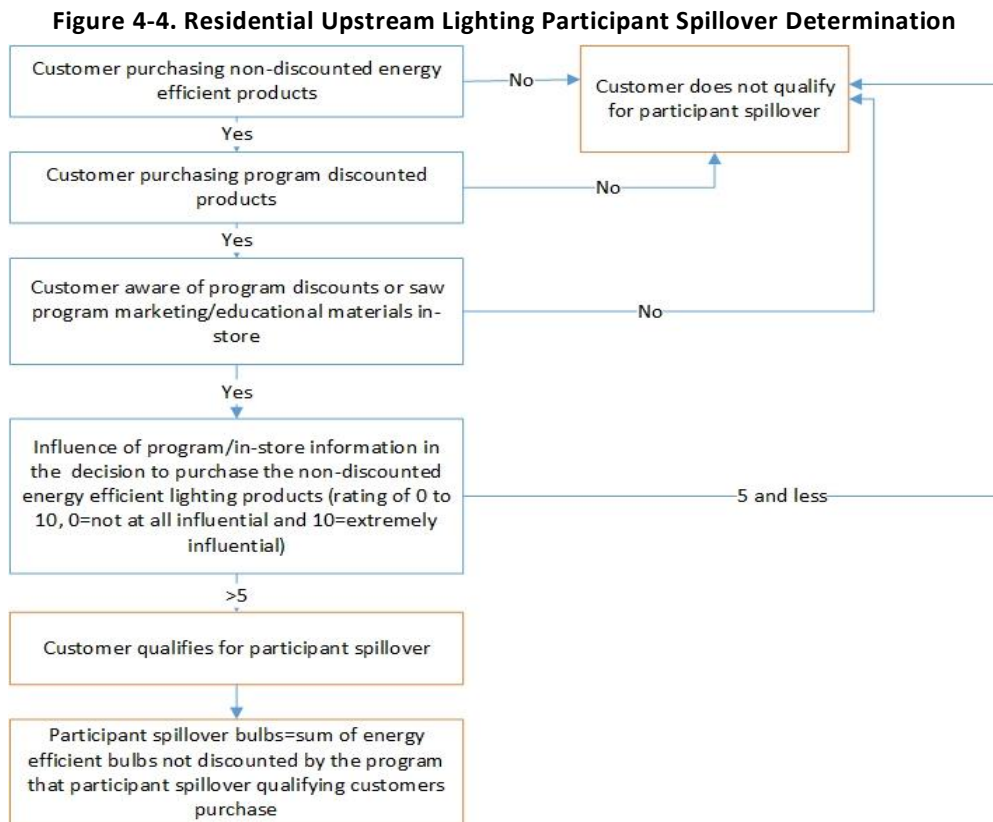 Figure 4-4. Residential Upstream Lighting Participant Spillover Determination
Customer purchasing non-discounted energy
efficient products
No
Customer does not qualify
for participant spillover
Yes
Customer purchasing program discounted
products
No
Yes
Customer aware of program discounts or saw
program marketing/educational materials in-
store
No
Yes
Influence of program/in-store information in
the decision to purchase the non-discounted
energy efficient lighting products (rating of 0 to
10, 0=not at all influential and 10=extremely
influential)
5 and less
>5
Customer qualifies for participant spillover
Participant spillover bulbs=sum of energy
efficient bulbs not discounted by the program
that participant spillover qualifying customers
purchase